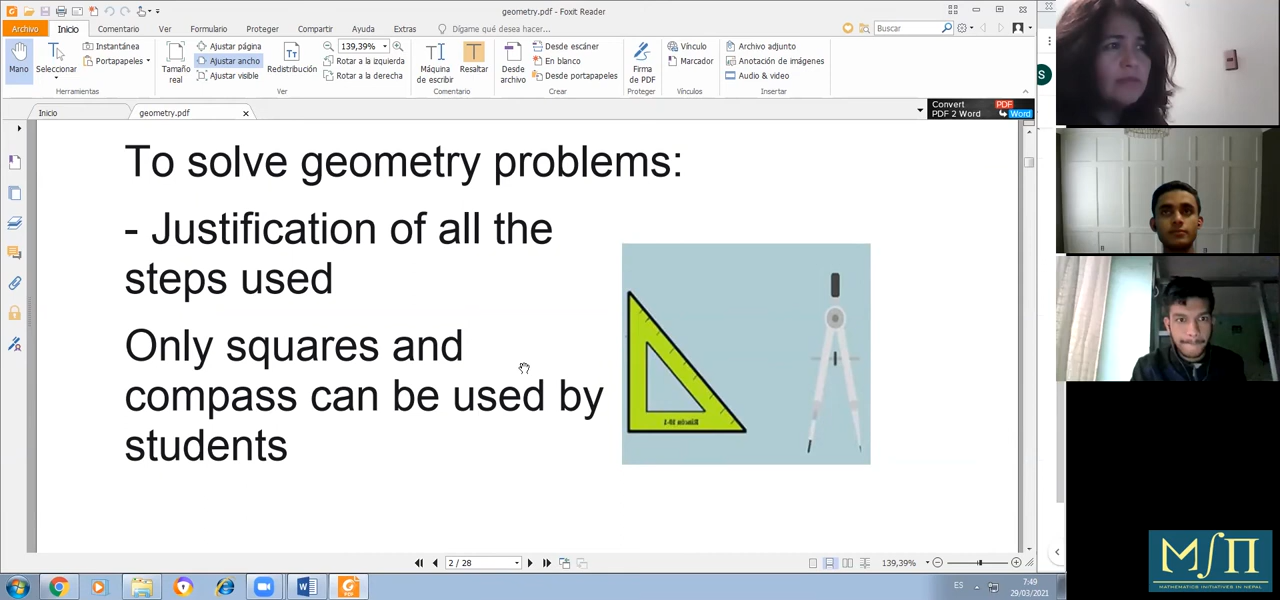 geometry.pdf - Foxit Reader
Archivo Inicio Comentario Ver Formulario Proteger Compartir Ayuda Extras Dígame qué desea hacer... Buscar
Mano
Seleccionar
Instantánea
Portapapeles
Herramientas
Tamaño real
Ajustar página
Ajustar ancho
Ajustar visible
Redistribución
139,39%
Rotar a la izquierda
Rotar a la derecha
Ver
Máquina de escribir
Resaltar
Comentario
Desde archivo
Desde escáner
En blanco
Desde portapapeles
Crear
Firma de PDF
Proteger
Vínculo
Marcador
Vínculos
Archivo adjunto
Anotación de imágenes
Audio & video
Insertar
S
Inicio geometry.pdf
Convert PDF
PDF 2 Word Word
To solve geometry problems:
- Justification of all the
steps used
Only squares and
compass can be used by
students
2 / 28 139,39%
ES 7:49
29/03/2021
M∫Π
MATHEMATICS INITIATIVES IN NEPAL